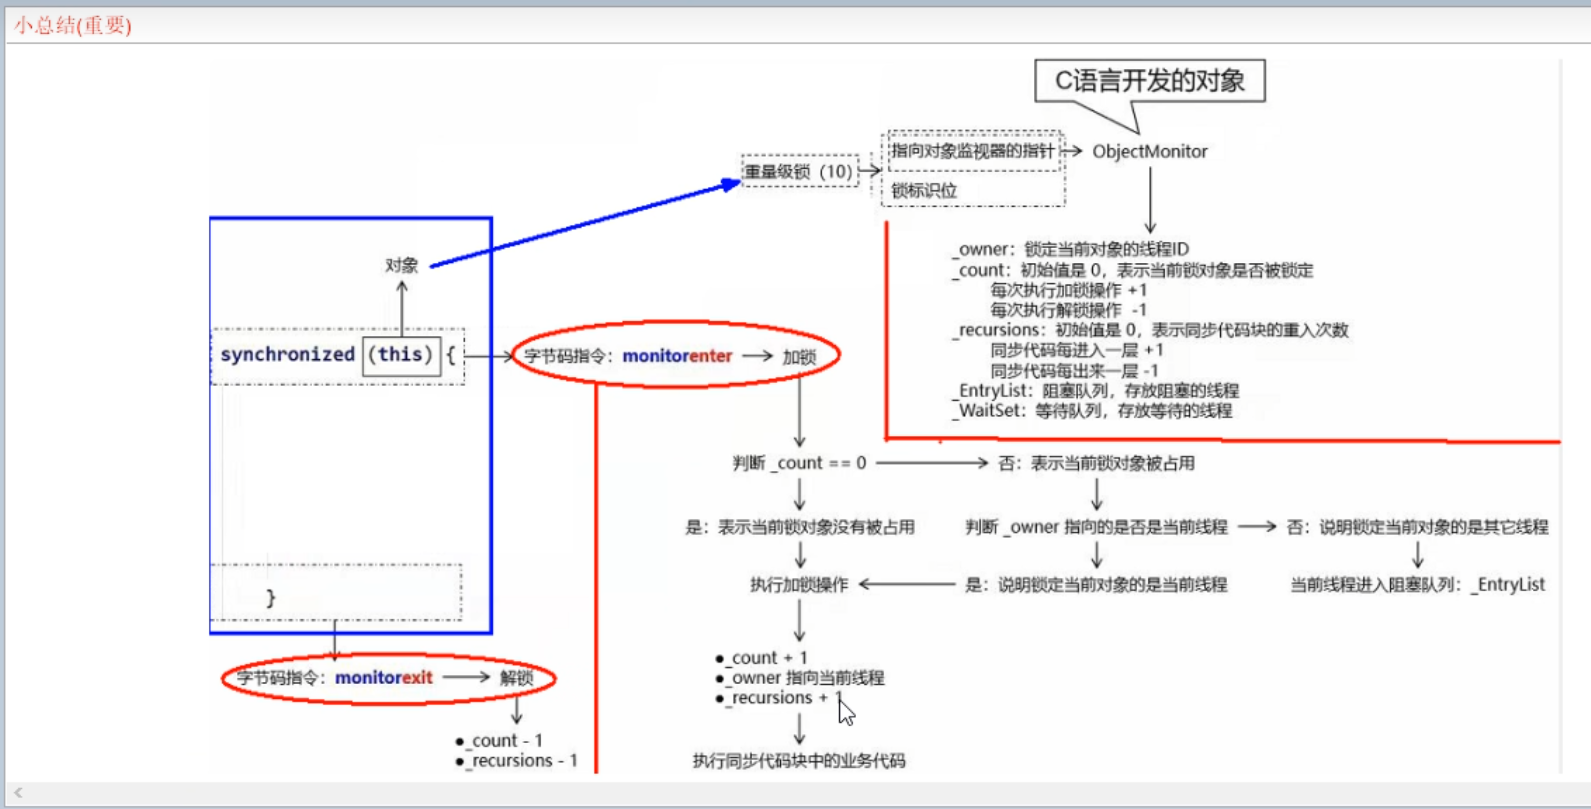 小总结(重要)
C语言开发的对象
重量级锁（10）
指向对象监视器的指针
锁标识位
ObjectMonitor
_owner：锁定当前对象的线程ID
_count：初始值是 0，表示当前锁对象是否被锁定
每次执行加锁操作 +1
每次执行解锁操作 -1
_recursions：初始值是 0，表示同步代码块的重入次数
同步代码每进入一层 +1
同步代码每出来一层 -1
_EntryList：阻塞队列，存放阻塞的线程
_WaitSet：等待队列，存放等待的线程
对象
synchronized (this) {
字节码指令：monitorenter
加锁
判断 _count == 0
否：表示当前锁对象被占用
是：表示当前锁对象没有被占用
判断 _owner 指向的是否是当前线程
否：说明锁定当前对象的是其它线程
执行加锁操作
是：说明锁定当前对象的是当前线程
当前线程进入阻塞队列：_EntryList
}
●_count + 1
●_owner 指向当前线程
●_recursions + 1
字节码指令：monitorexit
解锁
●_count - 1
●_recursions - 1
执行同步代码块中的业务代码